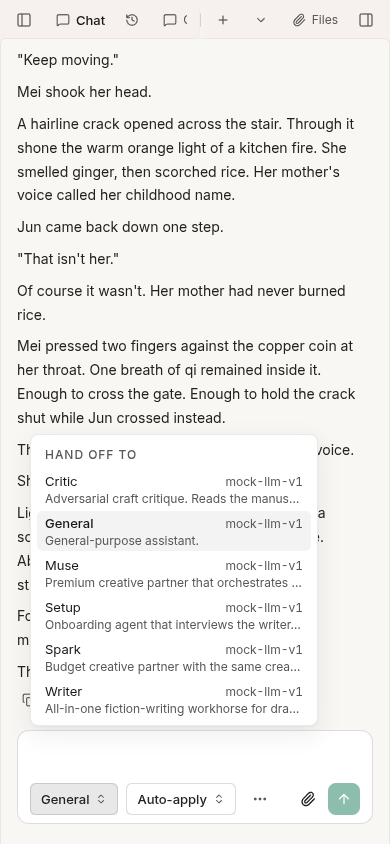 Chat
Files
"Keep moving."
Mei shook her head.
A hairline crack opened across the stair. Through it
shone the warm orange light of a kitchen fire. She
smelled ginger, then scorched rice. Her mother's
voice called her childhood name.
Jun came back down one step.
"That isn't her."
Of course it wasn't. Her mother had never burned
rice.
Mei pressed two fingers against the copper coin at
her throat. One breath of qi remained inside it.
Enough to cross the gate. Enough to hold the crack
shut while Jun crossed instead.
voice.
a
HAND OFF TO
Critic mock-llm-v1
Adversarial craft critique. Reads the manus...
General mock-llm-v1
General-purpose assistant.
Muse mock-llm-v1
Premium creative partner that orchestrates ...
Setup mock-llm-v1
Onboarding agent that interviews the writer...
Spark mock-llm-v1
Budget creative partner with the same crea...
Writer mock-llm-v1
All-in-one fiction-writing workhorse for dra...
General
Auto-apply